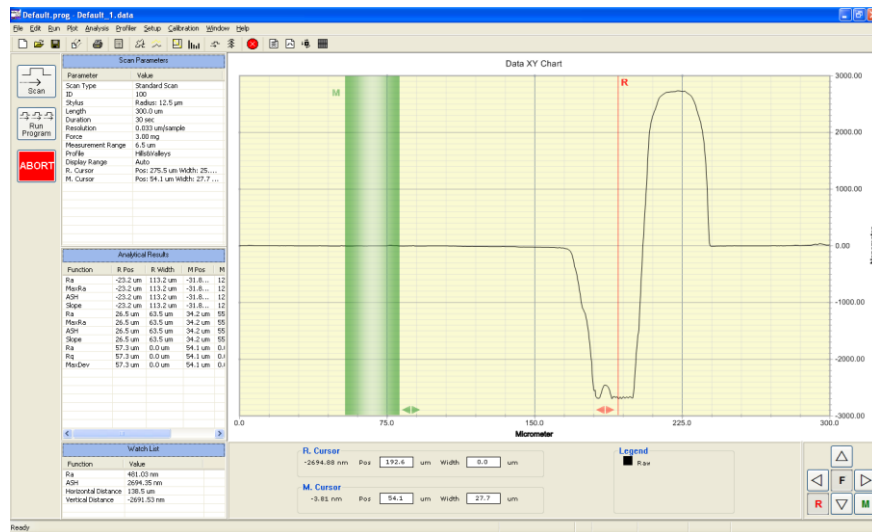 Default.prog - Default_1.data
File Edit Run Plot Analysis Profiler Setup Calibration Window Help
Scan
Run Program
ABORT
Scan Parameters
Parameter Value
Scan Type Standard Scan
ID 100
Stylus Radius: 12.5 µm
Length 300.0 um
Duration 30 sec
Resolution 0.033 um/sample
Force 3.00 mg
Measurement Range 6.5 um
Profile Hills&Valleys
Display Range Auto
R. Cursor Pos: 275.5 um Width: 25....
M. Cursor Pos: 54.1 um Width: 27.7 ...
Analytical Results
Function R Pos R Width M Pos M
Ra -23.2 um 113.2 um -31.8... 12
MaxRa -23.2 um 113.2 um -31.8... 12
ASH -23.2 um 113.2 um -31.8... 12
Slope -23.2 um 113.2 um -31.8... 12
Ra 26.5 um 63.5 um 34.2 um 55
MaxRa 26.5 um 63.5 um 34.2 um 55
ASH 26.5 um 63.5 um 34.2 um 55
Slope 26.5 um 63.5 um 34.2 um 55
Ra 57.3 um 0.0 um 54.1 um 0.
Rq 57.3 um 0.0 um 54.1 um 0.
MaxDev 57.3 um 0.0 um 54.1 um 0.
Watch List
Function Value
Ra 481.03 nm
ASH 2694.35 nm
Horizontal Distance 138.5 um
Vertical Distance -2691.53 nm
Data XY Chart
M
R
3000.00
2000.00
1000.00
0.00
-1000.00
-2000.00
-3000.00
0.0 75.0 150.0 225.0 300.0
Micrometer
R. Cursor
-2694.88 nm Pos 192.6 um Width 0.0 um
M. Cursor
-3.81 nm Pos 54.1 um Width 27.7 um
Legend
Raw
F
R M
Ready